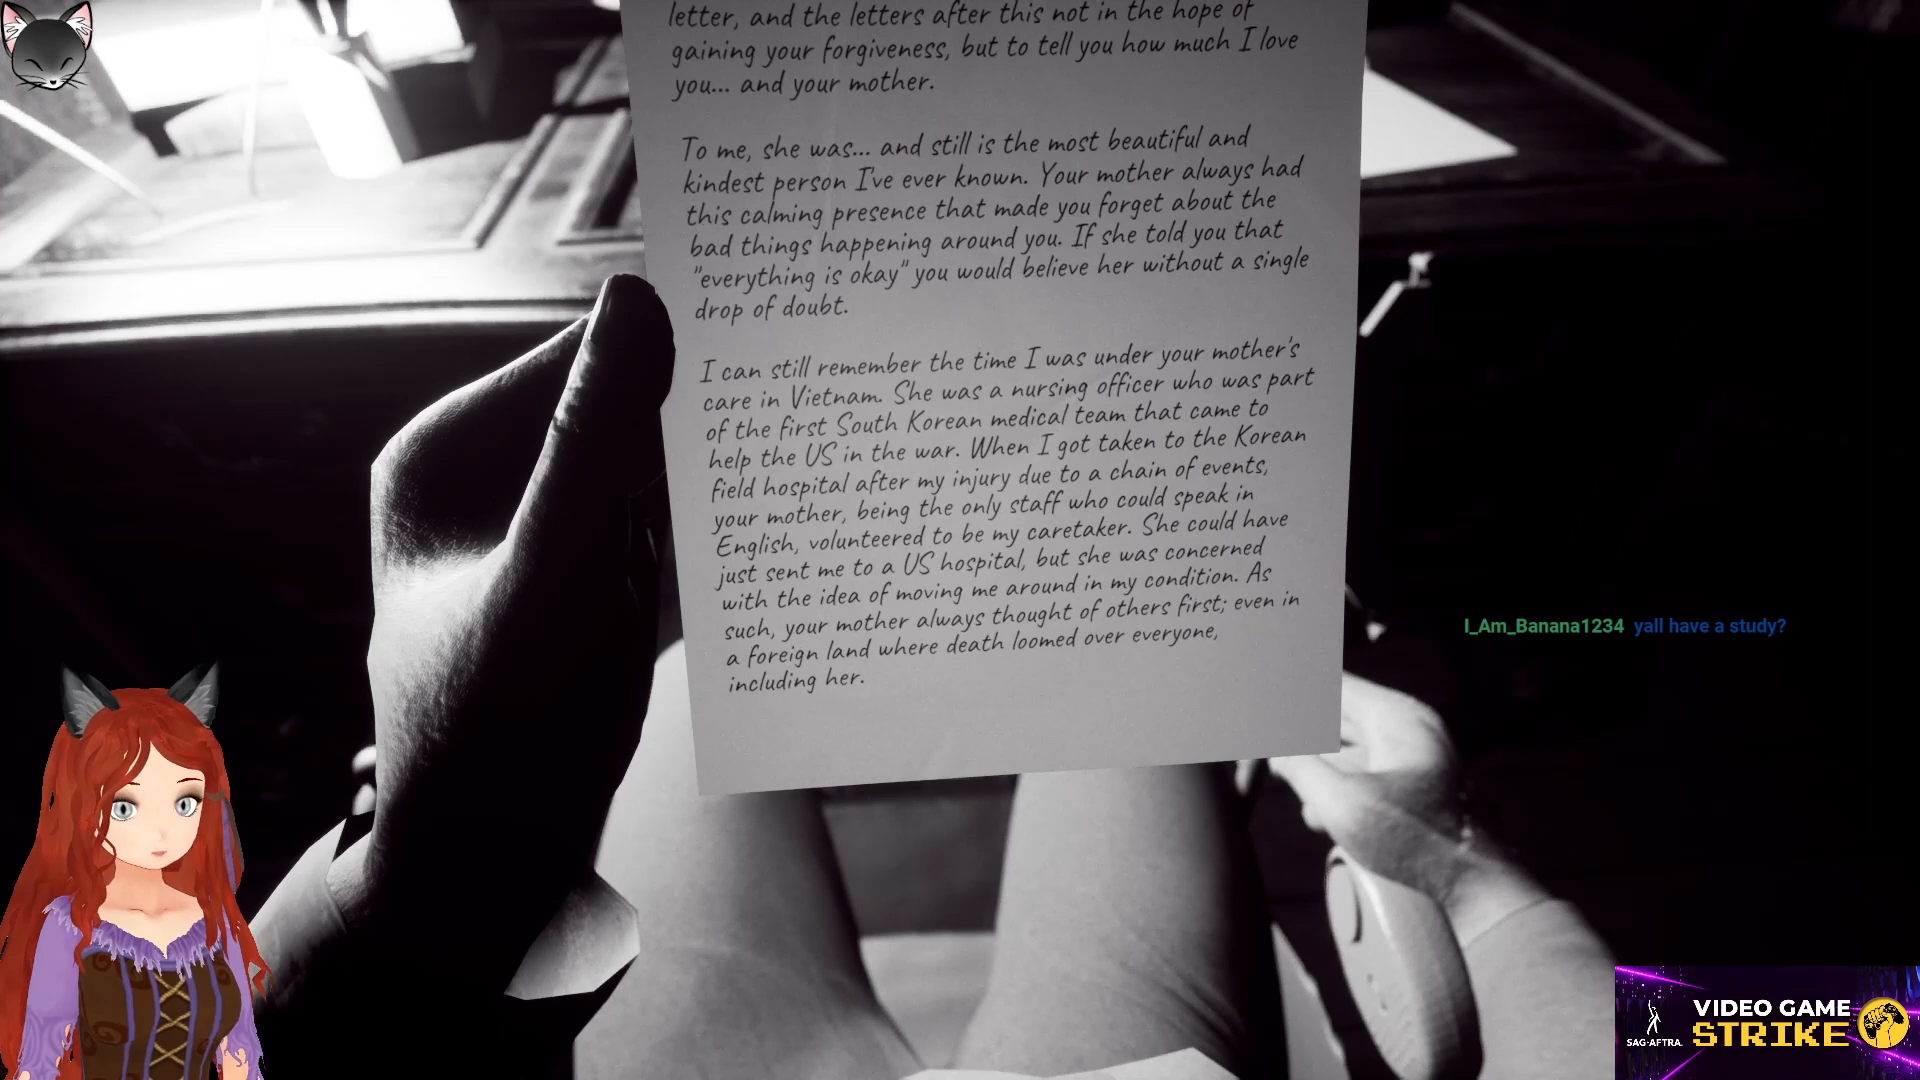 letter, and the letters after this not in the hope of
gaining your forgiveness, but to tell you how much I love
you... and your mother.
To me, she was... and still is the most beautiful and
kindest person I've ever known. Your mother always had
this calming presence that made you forget about the
bad things happening around you. If she told you that
"everything is okay" you would believe her without a single
drop of doubt.
I can still remember the time I was under your mother's
care in Vietnam. She was a nursing officer who was part
of the first South Korean medical team that came to
help the US in the war. When I got taken to the Korean
field hospital after my injury due to a chain of events,
your mother, being the only staff who could speak in
English, volunteered to be my caretaker. She could have
just sent me to a US hospital, but she was concerned
with the idea of moving me around in my condition. As
such, your mother always thought of others first; even in
a foreign land where death loomed over everyone,
including her.
I_Am_Banana1234 yall have a study?
SAG-AFTRA.
VIDEO GAME
STRIKE